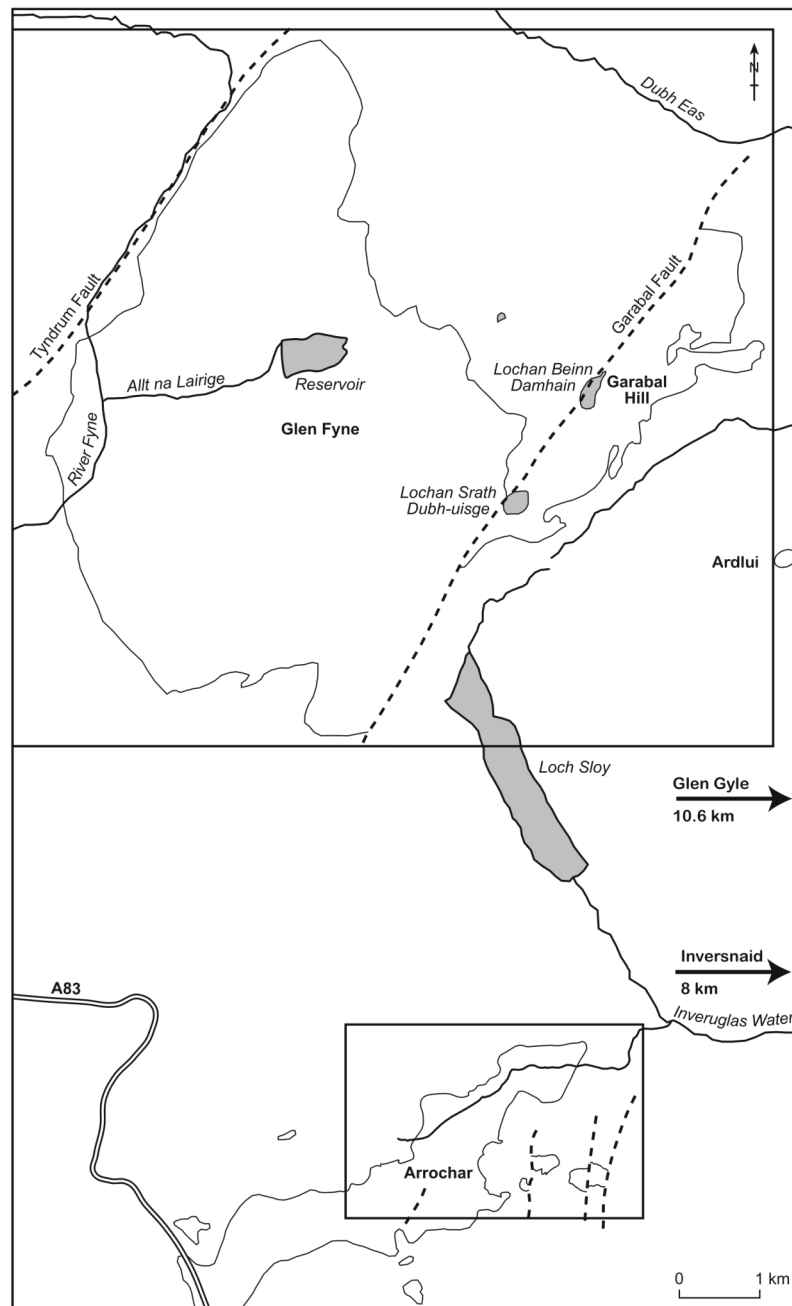 N
Dubh Eas
Tyndrum Fault
Garabal Fault
Lochan Beinn
Damhain
Garabal
Hill
Allt na Lairige
Reservoir
River Fyne
Glen Fyne
Lochan Srath
Dubh-uisge
Ardlui
Loch Sloy
Glen Gyle
10.6 km
Inversnaid
8 km
A83
Inveruglas Water
Arrochar
0 1 km